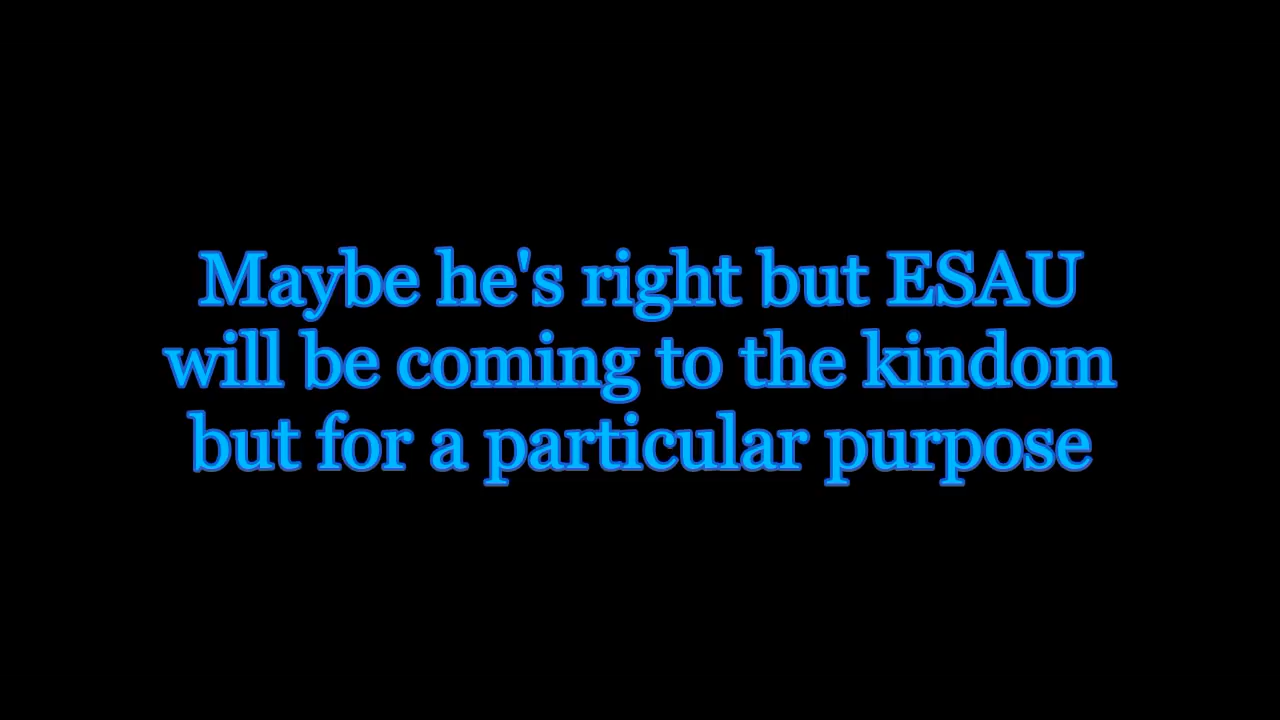 Maybe he's right but ESAU
will be coming to the kindom
but for a particular purpose